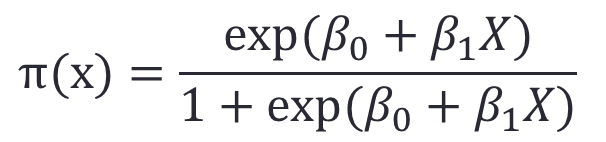 π(x) = exp(β₀ + β₁X) / 1 + exp(β₀ + β₁X)